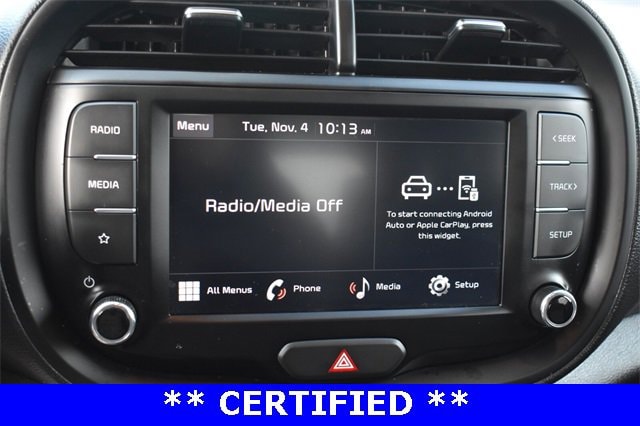 RADIO
MEDIA
Menu
Tue, Nov. 4 10:13 AM
Radio/Media Off
To start connecting Android
Auto or Apple CarPlay, press
this widget.
All Menus
Phone
Media
Setup
< SEEK
TRACK >
SETUP
** CERTIFIED **